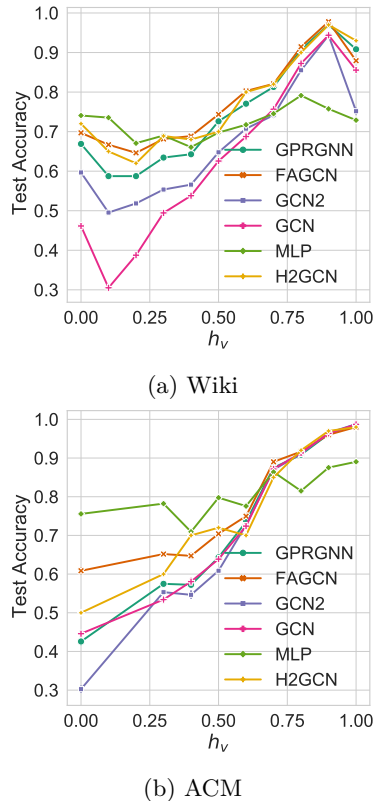 1.0
0.9
0.8
0.7
0.6
0.5
0.4
0.3
Test Accuracy
GPRGNN
FAGCN
GCN2
GCN
MLP
H2GCN
0.00 0.25 0.50 0.75 1.00
h_v
(a) Wiki
1.0
0.9
0.8
0.7
0.6
0.5
0.4
0.3
Test Accuracy
GPRGNN
FAGCN
GCN2
GCN
MLP
H2GCN
0.00 0.25 0.50 0.75 1.00
h_v
(b) ACM